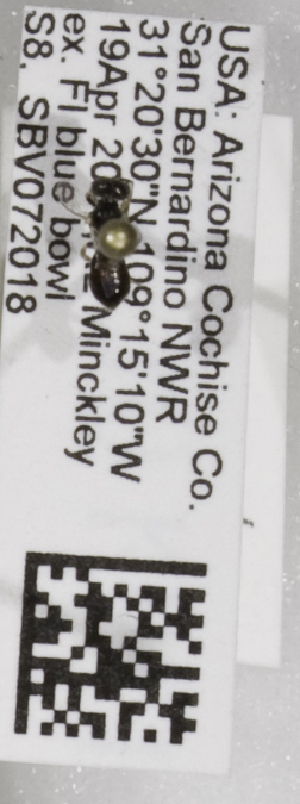 USA: Arizona Cochise Co.
San Bernardino NWR
31°20'30"N 109°15'10"W
19Apr Minckley
ex. Fl blue bowl
S8. SBV072018